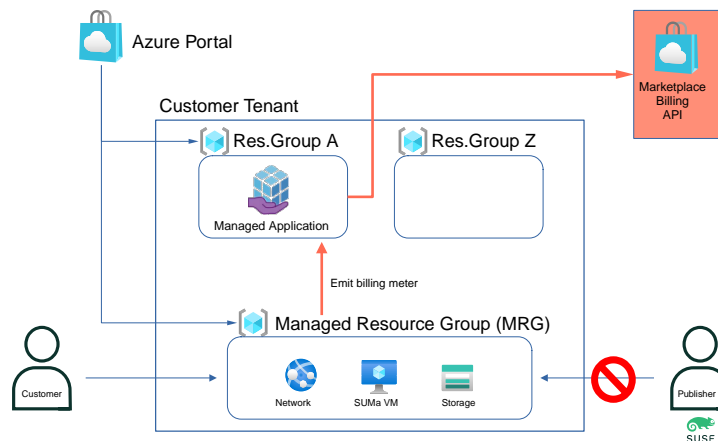 Azure Portal
Marketplace
Billing
API
Customer Tenant
Res.Group A
Res.Group Z
Managed Application
Emit billing meter
Managed Resource Group (MRG)
Customer
Network
SUMa VM
Storage
Publisher
SUSE